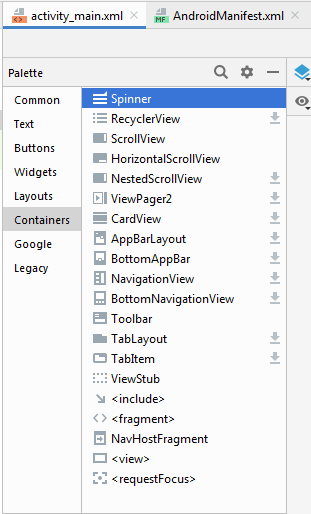 activity_main.xml
AndroidManifest.xml
Palette
Common
Text
Buttons
Widgets
Layouts
Containers
Google
Legacy
Spinner
RecyclerView
ScrollView
HorizontalScrollView
NestedScrollView
ViewPager2
CardView
AppBarLayout
BottomAppBar
NavigationView
BottomNavigationView
Toolbar
TabLayout
TabItem
ViewStub
<include>
<fragment>
NavHostFragment
<view>
<requestFocus>